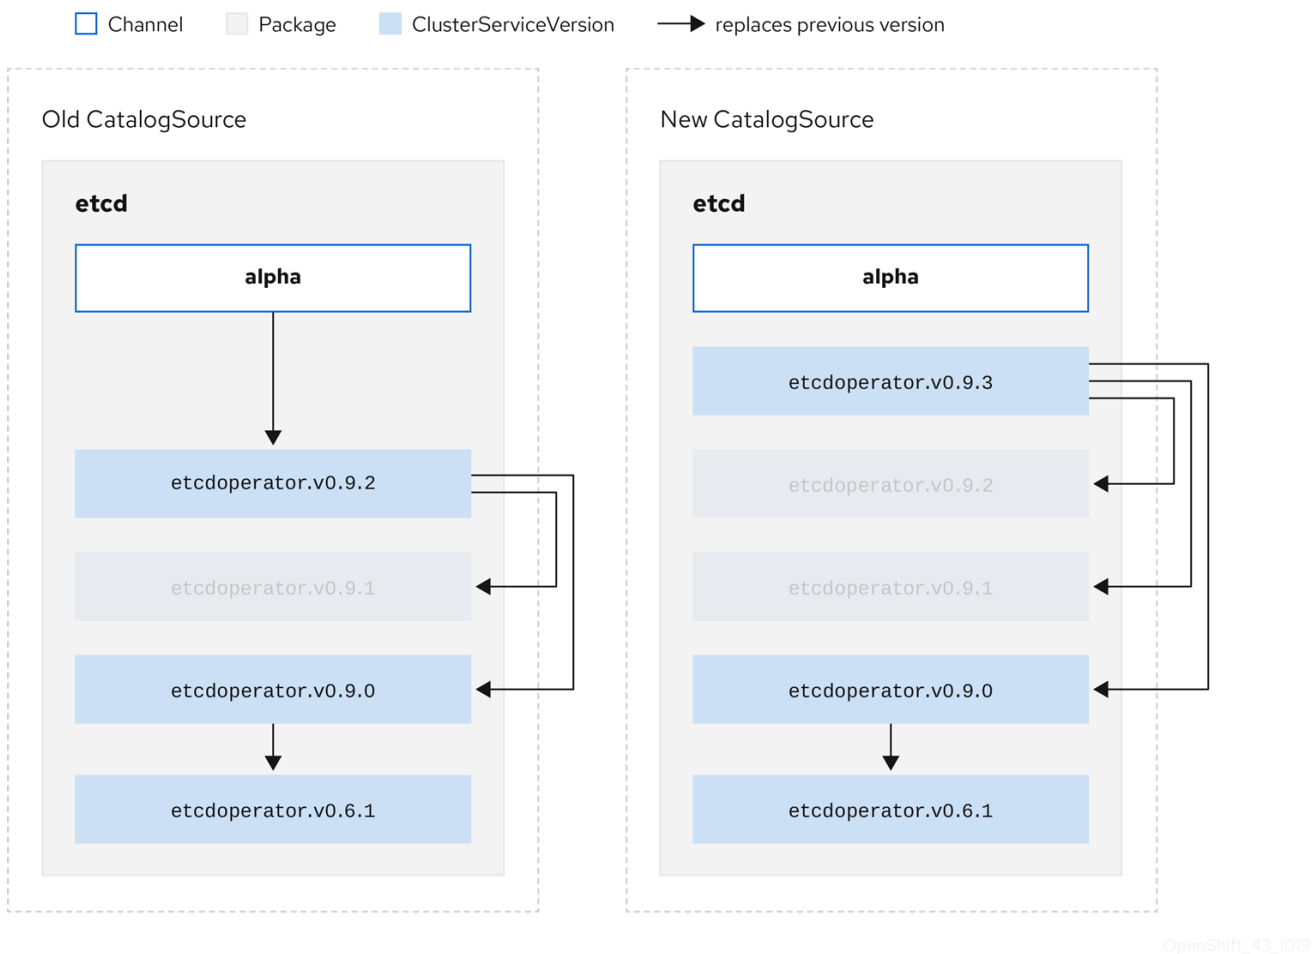 Channel Package ClusterServiceVersion replaces previous version
Old CatalogSource
etcd
alpha
etcdoperator.v0.9.2
etcdoperator.v0.9.1
etcdoperator.v0.9.0
etcdoperator.v0.6.1
New CatalogSource
etcd
alpha
etcdoperator.v0.9.3
etcdoperator.v0.9.2
etcdoperator.v0.9.1
etcdoperator.v0.9.0
etcdoperator.v0.6.1
OpenShift_43_1019